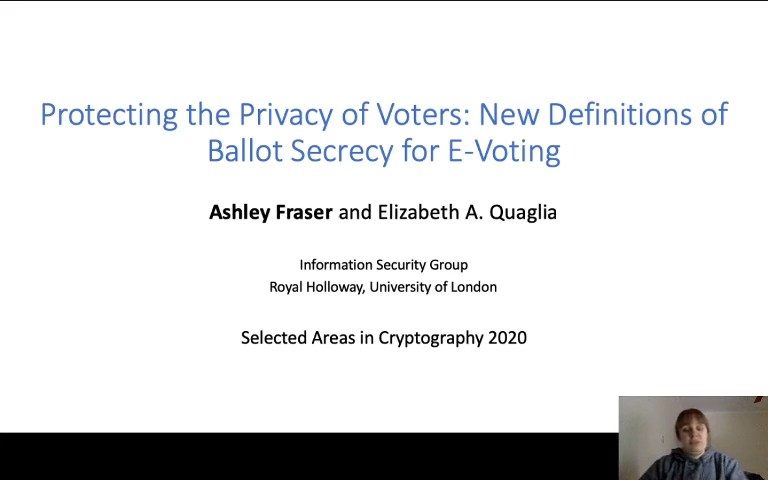 Protecting the Privacy of Voters: New Definitions of
Ballot Secrecy for E-Voting
Ashley Fraser and Elizabeth A. Quaglia
Information Security Group
Royal Holloway, University of London
Selected Areas in Cryptography 2020